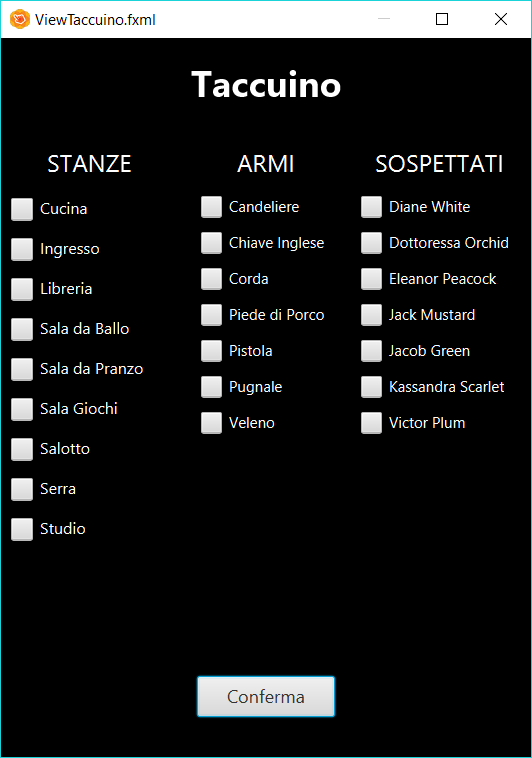 ViewTaccuino.fxml
Taccuino
STANZE
Cucina
Ingresso
Libreria
Sala da Ballo
Sala da Pranzo
Sala Giochi
Salotto
Serra
Studio
ARMI
Candeliere
Chiave Inglese
Corda
Piede di Porco
Pistola
Pugnale
Veleno
SOSPETTATI
Diane White
Dottoressa Orchid
Eleanor Peacock
Jack Mustard
Jacob Green
Kassandra Scarlet
Victor Plum
Conferma